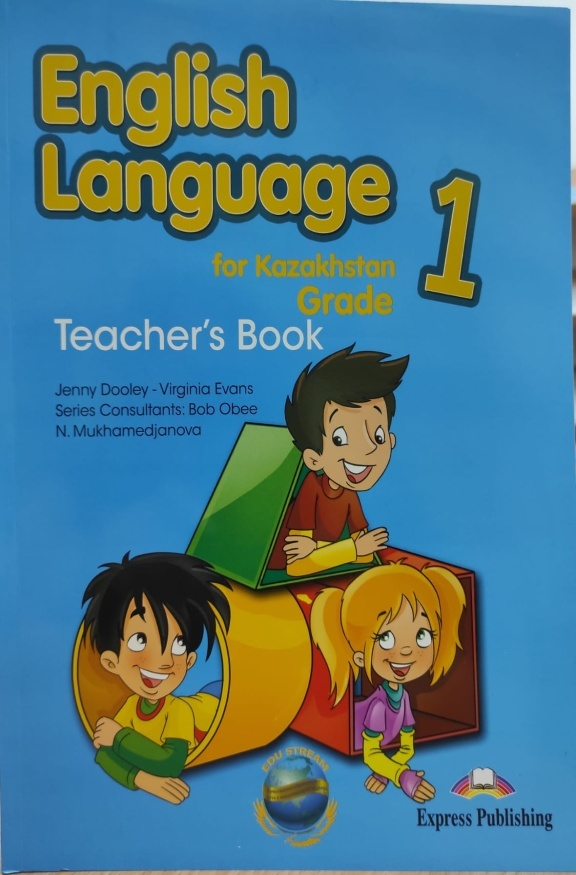 English
Language
1
for Kazakhstan
Grade
Teacher's Book
Jenny Dooley - Virginia Evans
Series Consultants: Bob Obee
N. Mukhamedjanova
EDU STREAM
Express Publishing